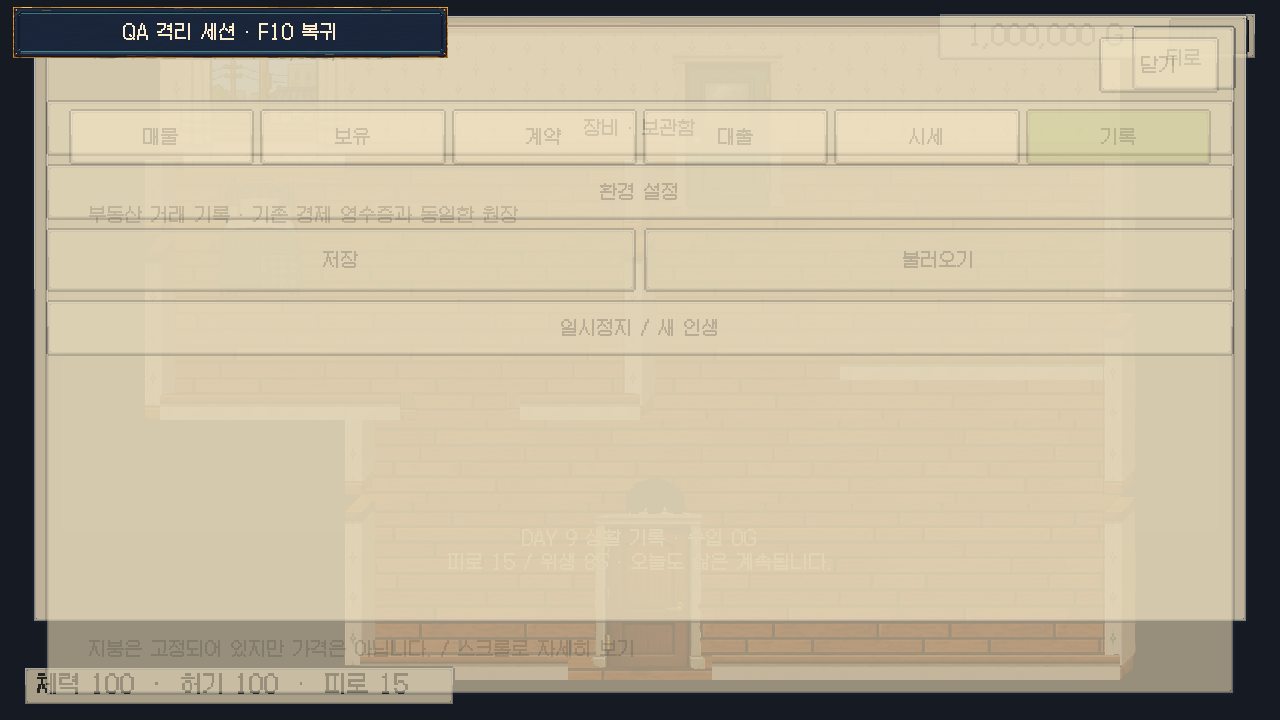 QA 격리 세션 · F10 복귀
1,000,000 G
뒤로
닫기
장비 · 보관함
매물
보유
계약
대출
시세
기록
환경 설정
부동산 거래 기록 · 기존 경제 영수증과 동일한 원장
저장
불러오기
일시정지 / 새 인생
DAY 9 생활 기록 · 수입 0G
피로 15 / 위생 86 · 오늘도 삶은 계속됩니다.
지붕은 고정되어 있지만 가격은 아닙니다. / 스크롤로 자세히 보기
체력 100 · 허기 100 · 피로 15